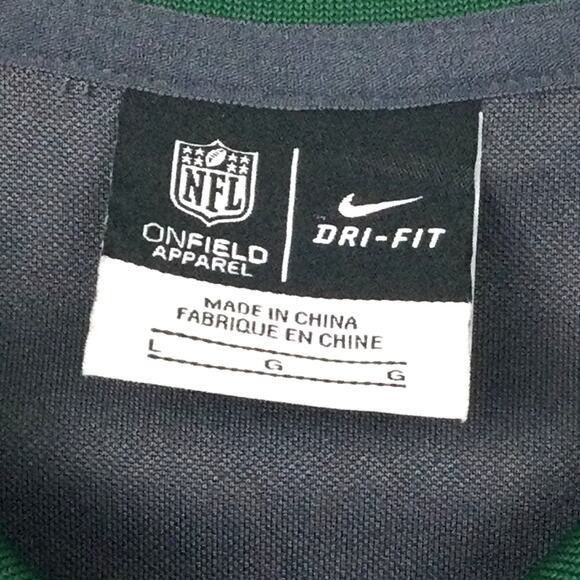 NFL
ONFIELD
APPAREL
DRI-FIT
MADE IN CHINA
FABRIQUE EN CHINE
L G G